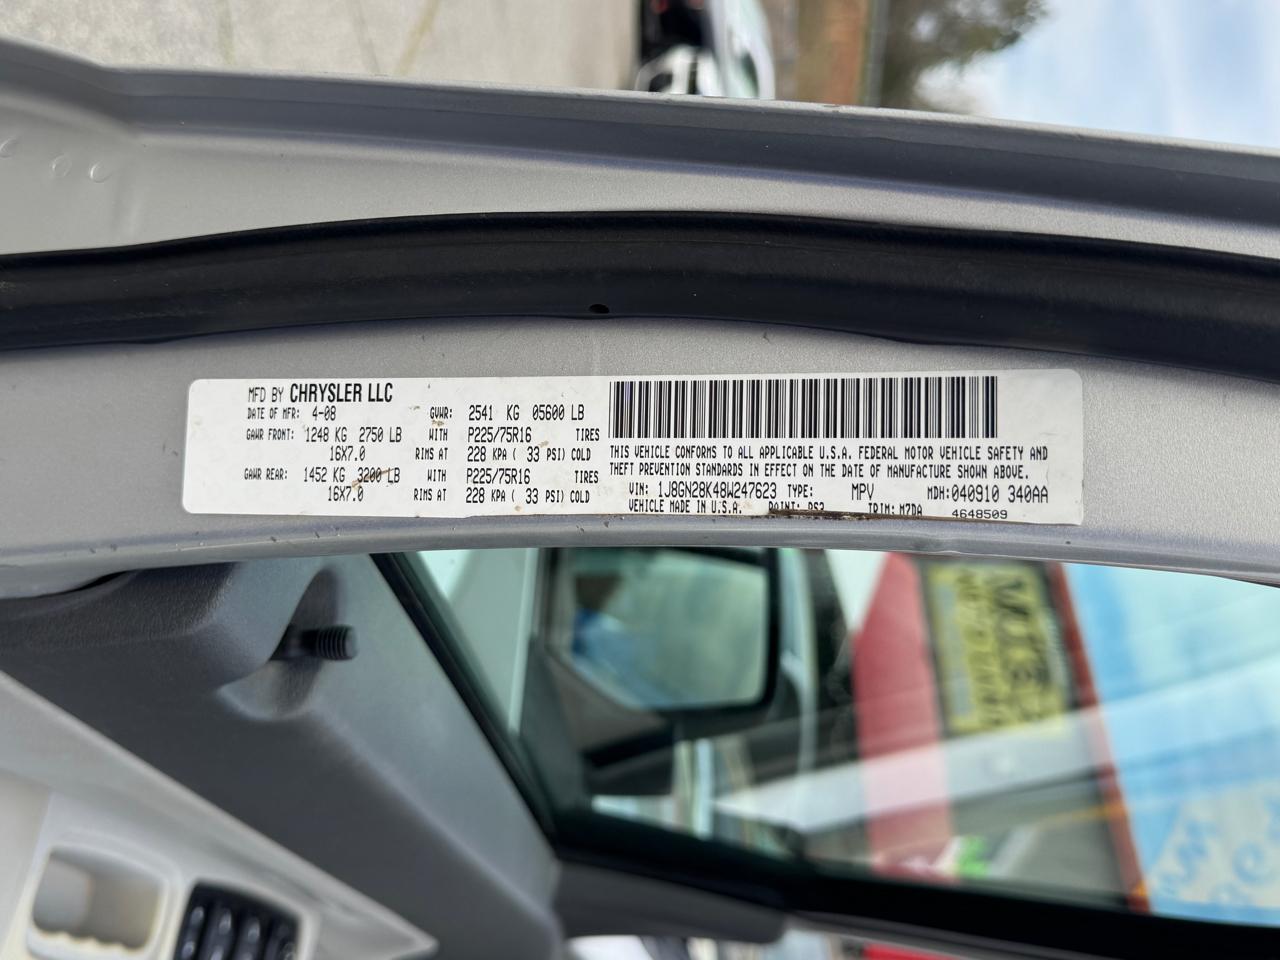 MFD BY CHRYSLER LLC
DATE OF MFR: 4-08 GVWR: 2541 KG 05600 LB
GAWR FRONT: 1248 KG 2750 LB WITH P225/75R16 TIRES
16X7.0 RIMS AT 228 KPA ( 33 PSI) COLD
GAWR REAR: 1452 KG 3200 LB WITH P225/75R16 TIRES
16X7.0 RIMS AT 228 KPA ( 33 PSI) COLD
THIS VEHICLE CONFORMS TO ALL APPLICABLE U.S.A. FEDERAL MOTOR VEHICLE SAFETY AND
THEFT PREVENTION STANDARDS IN EFFECT ON THE DATE OF MANUFACTURE SHOWN ABOVE.
VIN: 1J8GN28K48W247623 TYPE: MPV MDH:040910 340AA
VEHICLE MADE IN U.S.A. PAINT: PS2 TRIM: M7DA 4648509